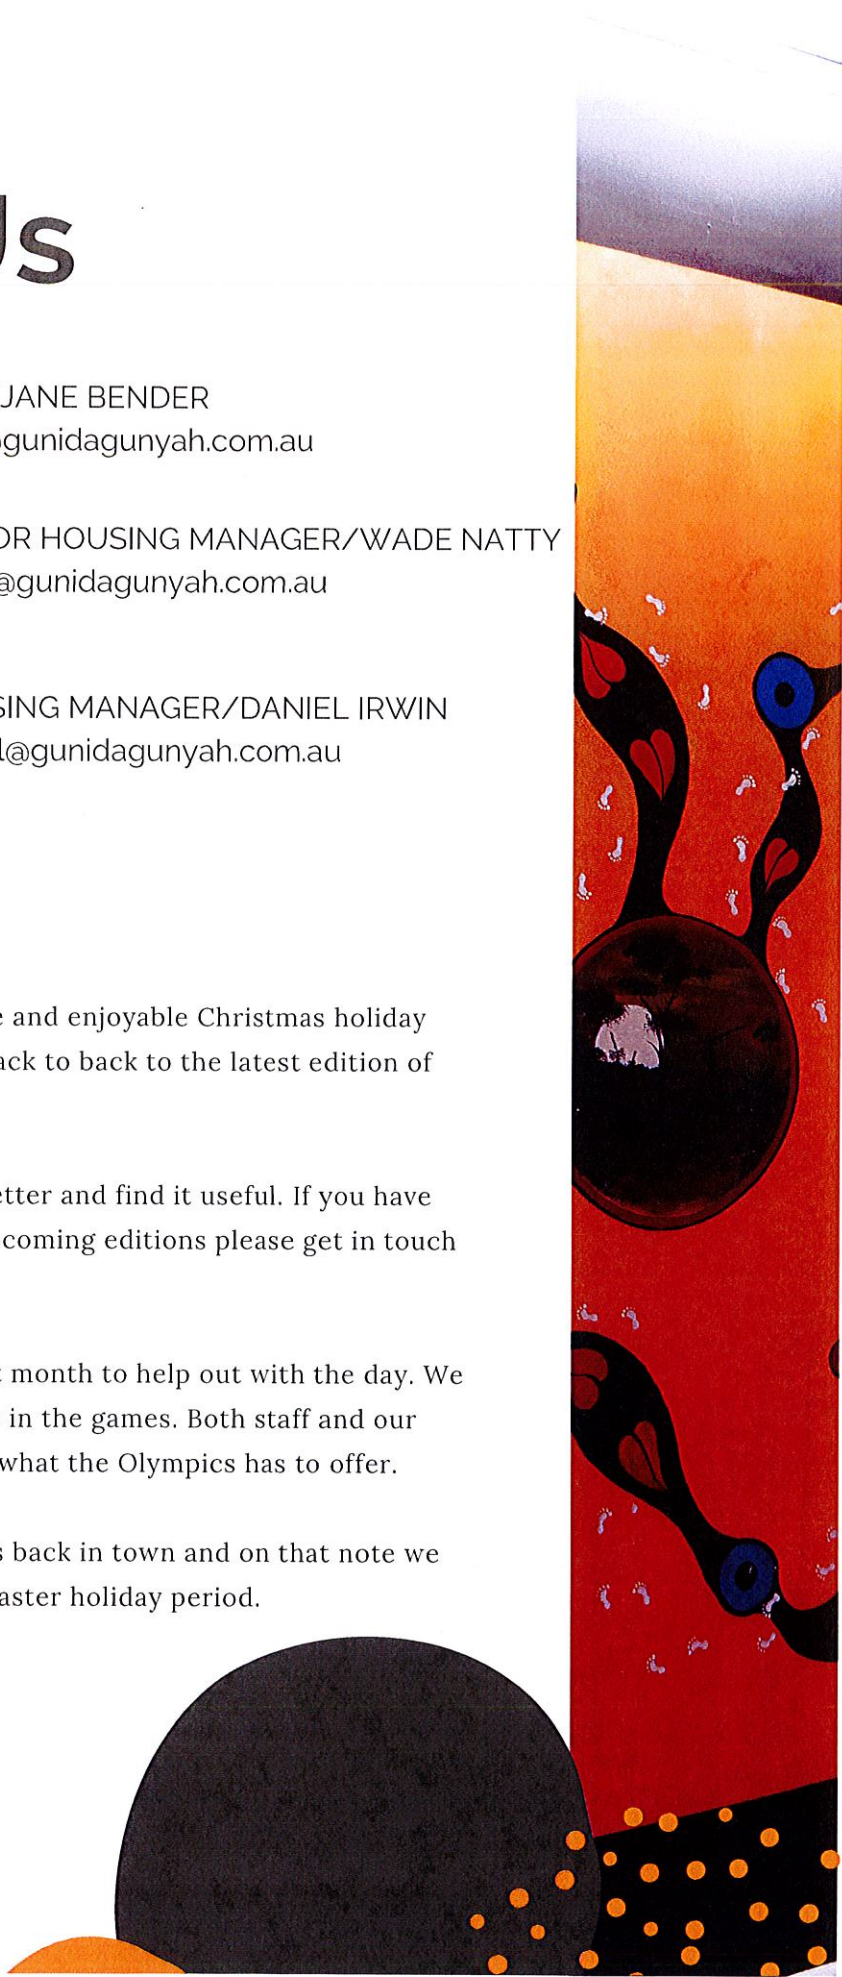 Us
JANE BENDER
@gunidagunyah.com.au
OR HOUSING MANAGER/WADE NATTY
@gunidagunyah.com.au
SING MANAGER/DANIEL IRWIN
l@gunidagunyah.com.au
e and enjoyable Christmas holiday
ack to back to the latest edition of
etter and find it useful. If you have
coming editions please get in touch
t month to help out with the day. We
in the games. Both staff and our
what the Olympics has to offer.
s back in town and on that note we
aster holiday period.